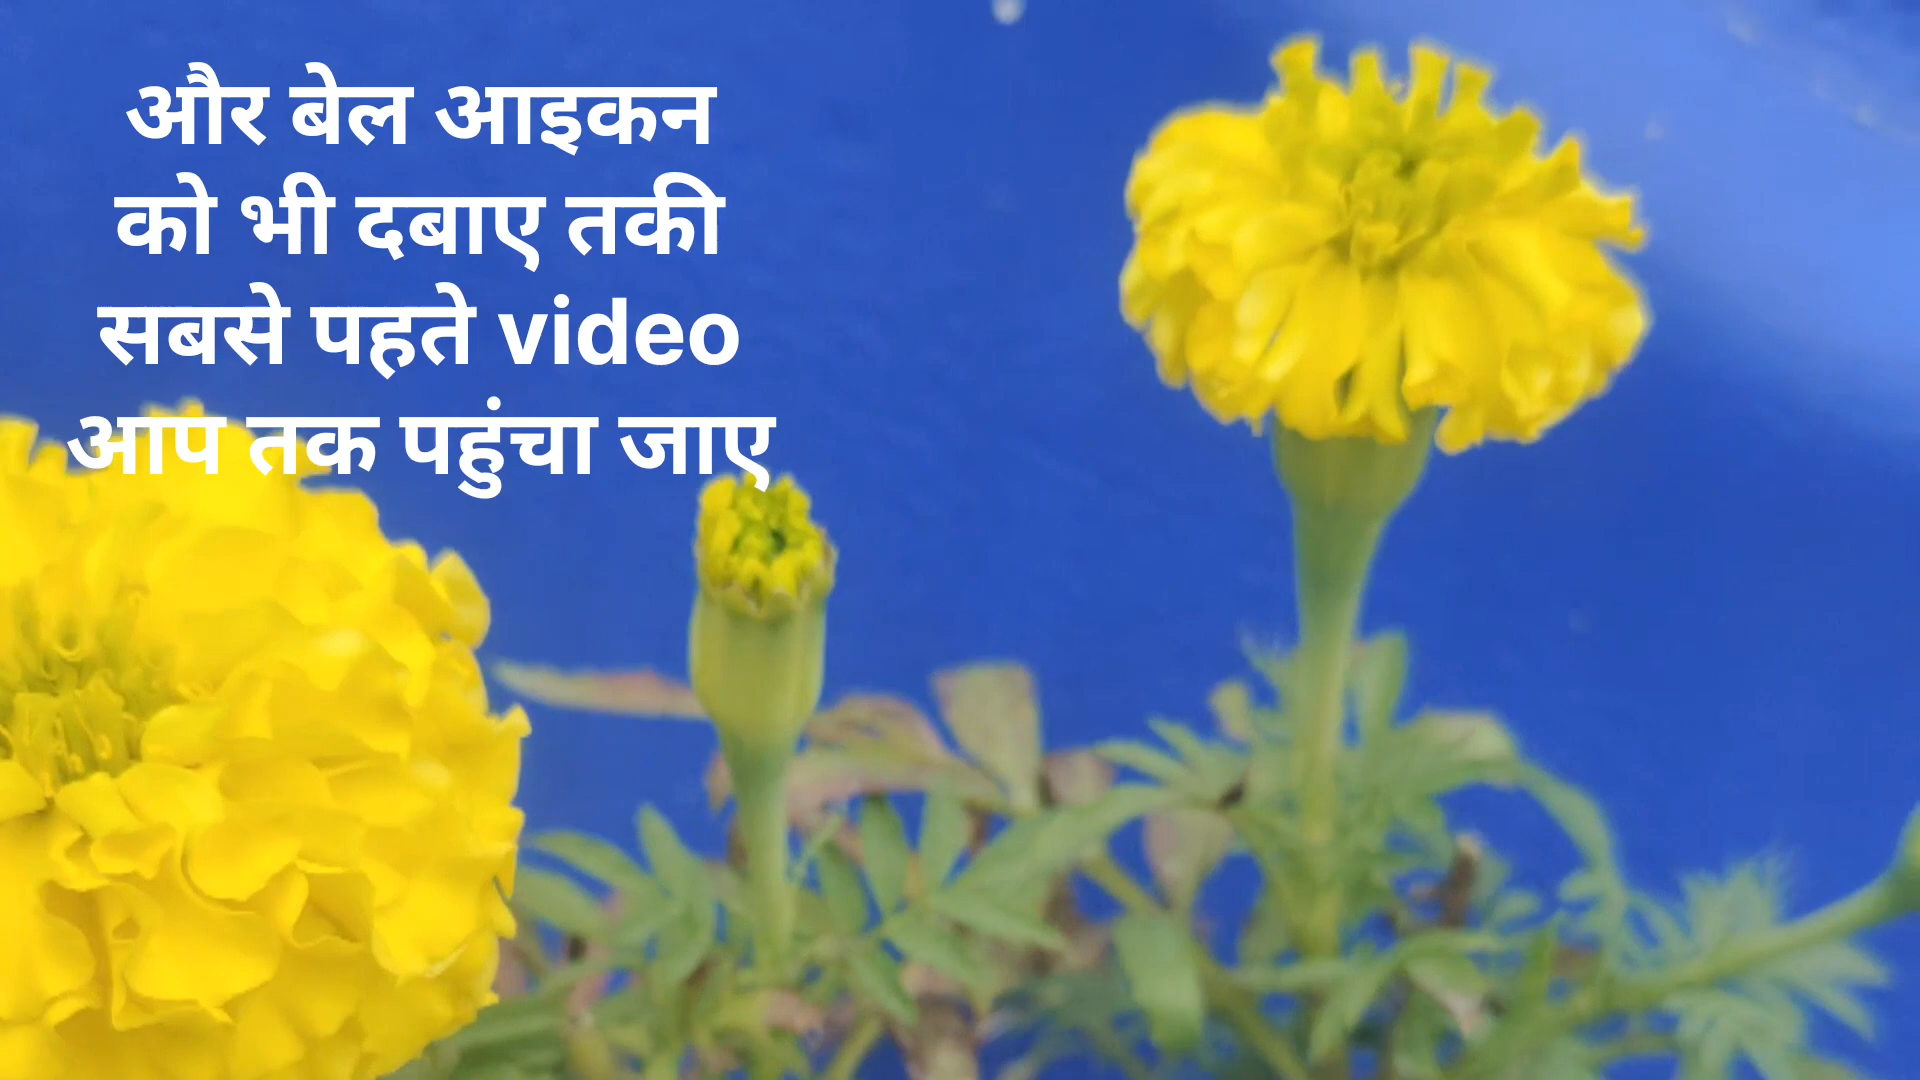 और बेल आइकन
को भी दबाए तकी
सबसे पहते video
आप तक पहुंचा जाए